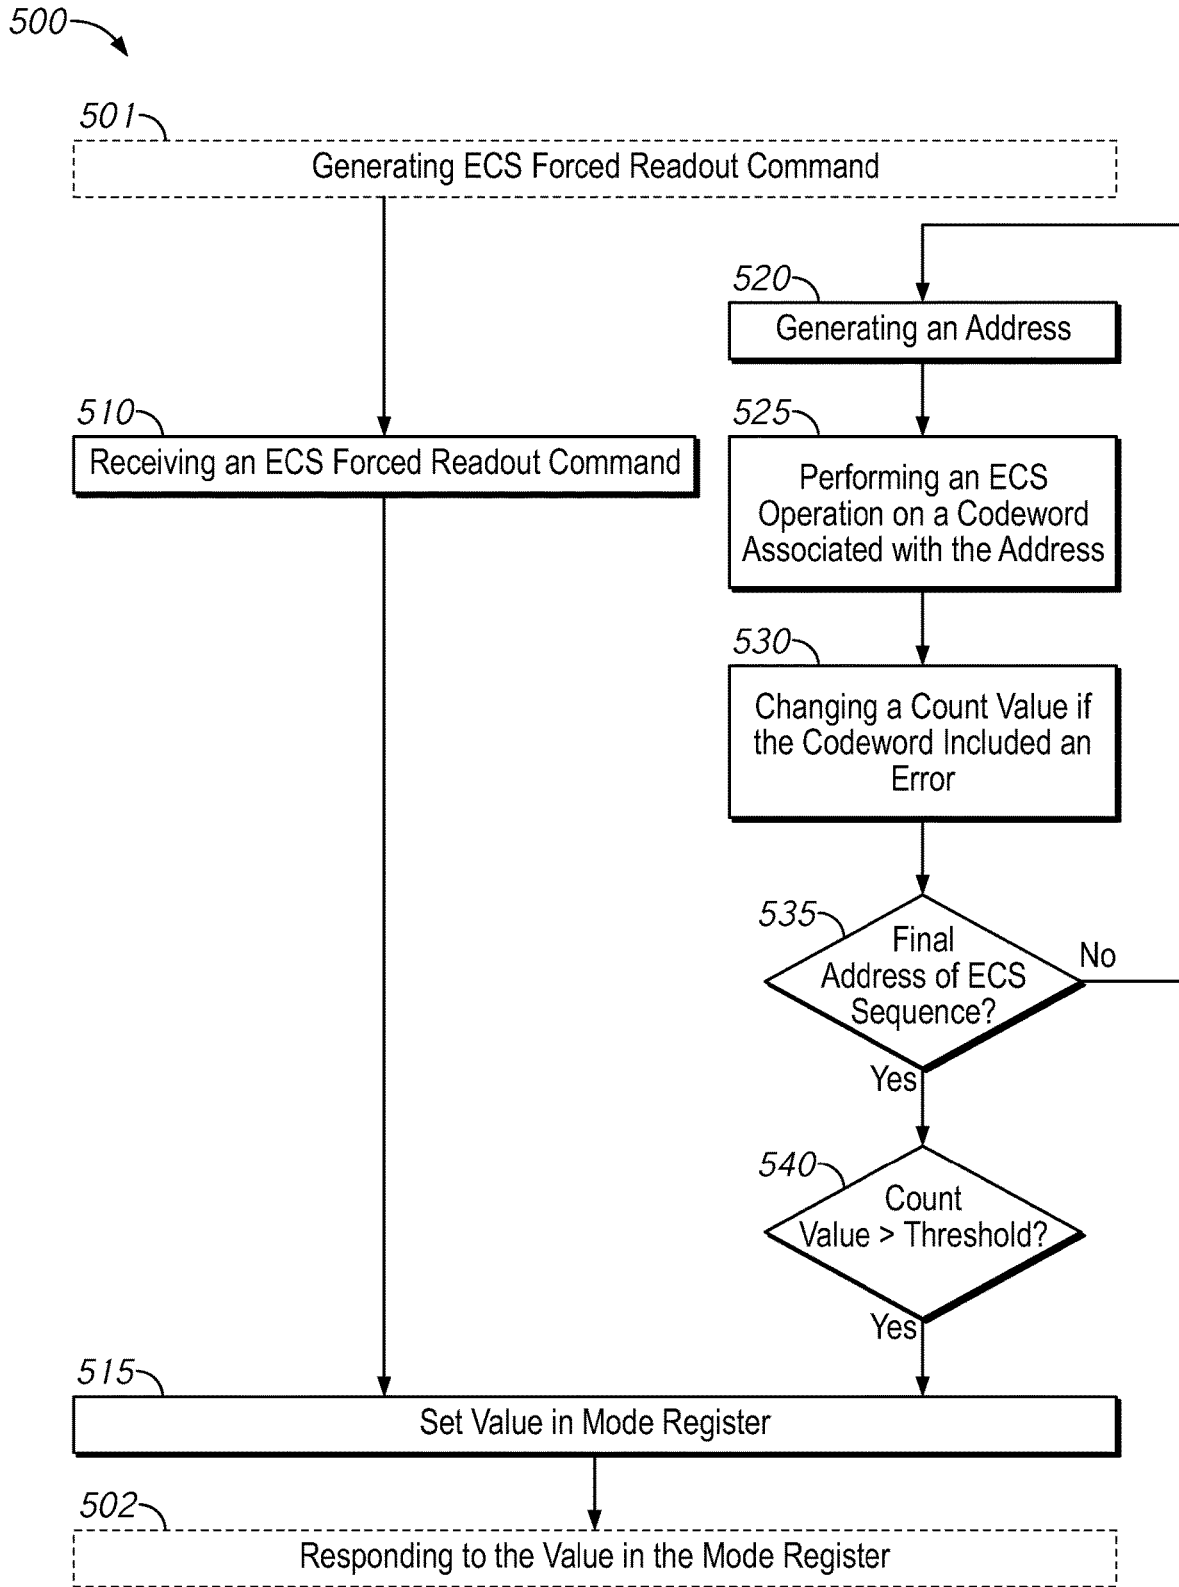 500
501
Generating ECS Forced Readout Command
520
Generating an Address
510
Receiving an ECS Forced Readout Command
525
Performing an ECS
Operation on a Codeword
Associated with the Address
530
Changing a Count Value if
the Codeword Included an
Error
535
Final
Address of ECS
Sequence?
No
Yes
540
Count
Value > Threshold?
Yes
515
Set Value in Mode Register
502
Responding to the Value in the Mode Register